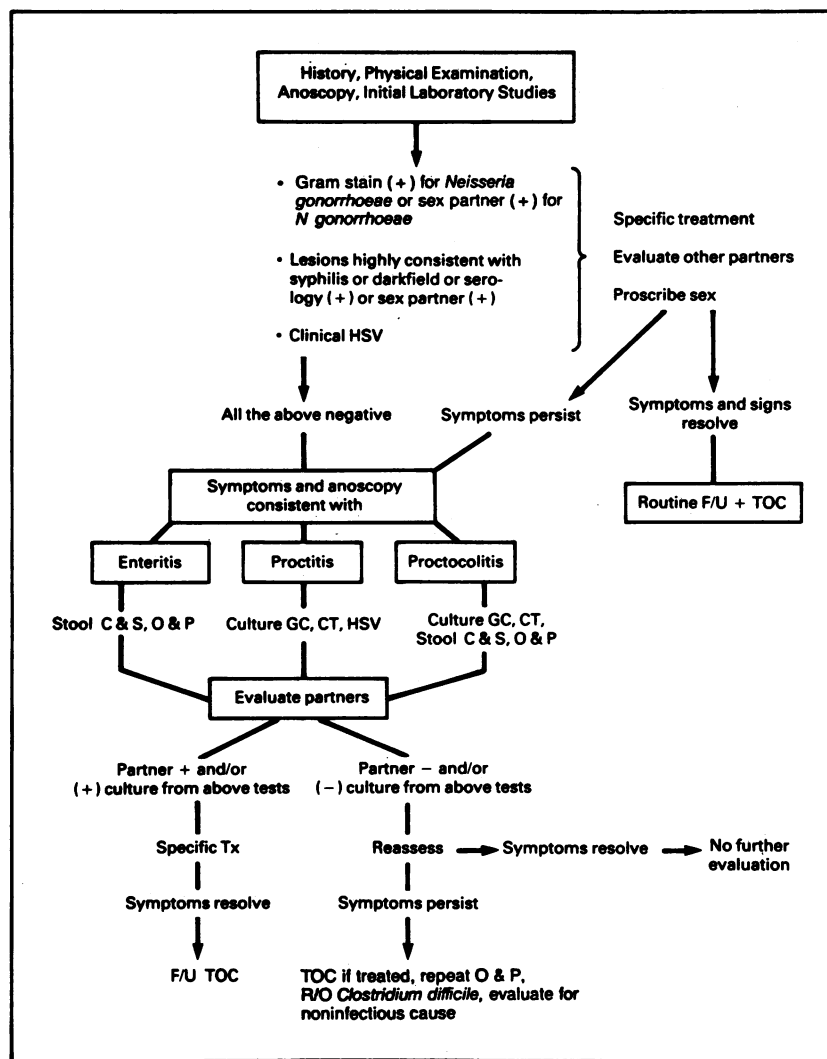 History, Physical Examination,
Anoscopy, Initial Laboratory Studies
• Gram stain (+) for Neisseria
gonorrhoeae or sex partner (+) for
N gonorrhoeae
• Lesions highly consistent with
syphilis or darkfield or sero-
logy (+) or sex partner (+)
• Clinical HSV
Specific treatment
Evaluate other partners
Proscribe sex
All the above negative
Symptoms persist
Symptoms and signs
resolve
Routine F/U + TOC
Symptoms and anoscopy
consistent with
Enteritis
Proctitis
Proctocolitis
Stool C & S, O & P
Culture GC, CT, HSV
Culture GC, CT,
Stool C & S, O & P
Evaluate partners
Partner + and/or
(+) culture from above tests
Partner − and/or
(−) culture from above tests
Specific Tx
Reassess
Symptoms resolve
No further
evaluation
Symptoms resolve
Symptoms persist
F/U TOC
TOC if treated, repeat O & P,
R/O Clostridium difficile, evaluate for
noninfectious cause